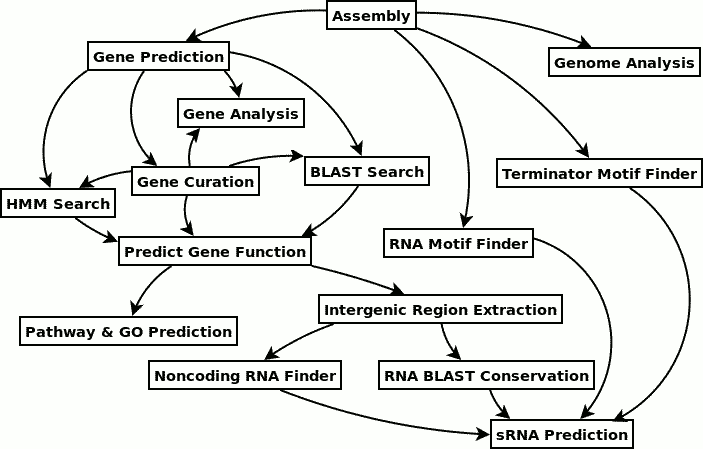 Assembly
Gene Prediction
Genome Analysis
Gene Analysis
BLAST Search
Terminator Motif Finder
Gene Curation
HMM Search
RNA Motif Finder
Predict Gene Function
Intergenic Region Extraction
Pathway & GO Prediction
Noncoding RNA Finder
RNA BLAST Conservation
sRNA Prediction